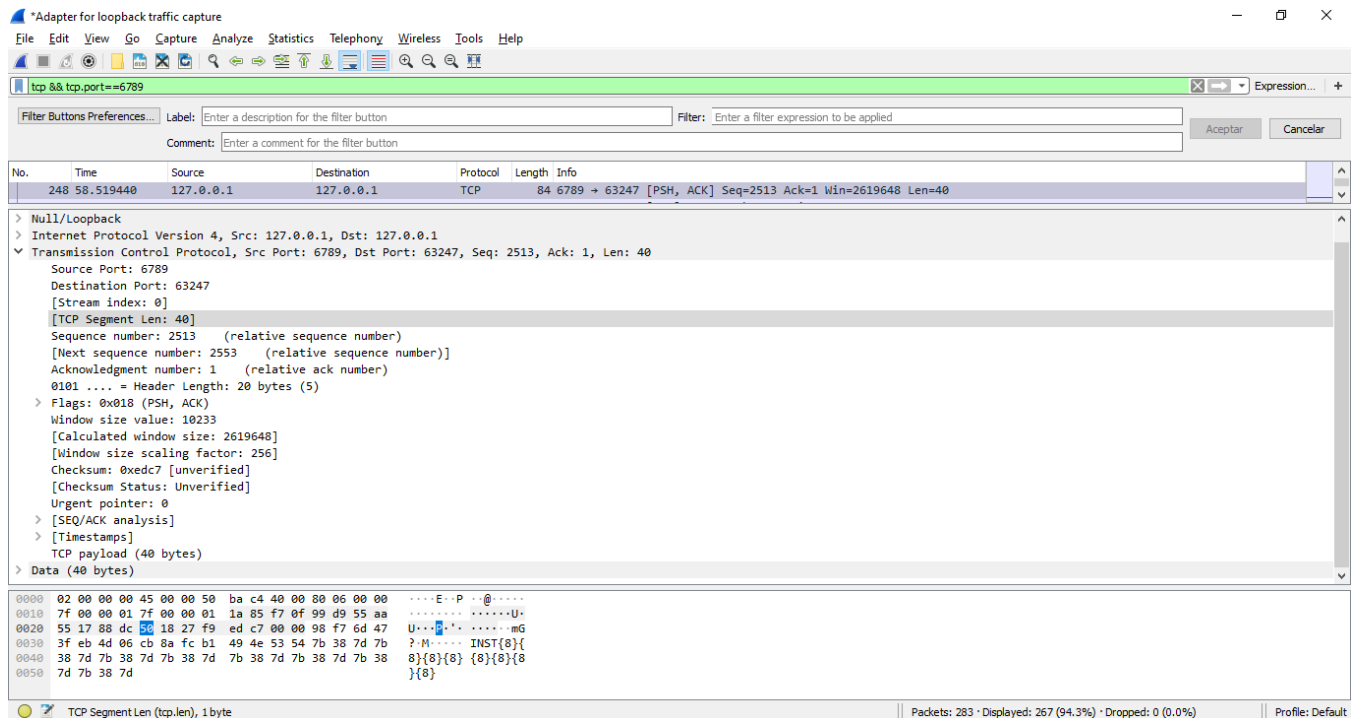 *Adapter for loopback traffic capture
File Edit View Go Capture Analyze Statistics Telephony Wireless Tools Help
tcp && tcp.port==6789 Expression... +
Filter Buttons Preferences... Label: Enter a description for the filter button Filter: Enter a filter expression to be applied
Aceptar Cancelar
Comment: Enter a comment for the filter button
No. Time Source Destination Protocol Length Info
248 58.519440 127.0.0.1 127.0.0.1 TCP 84 6789 → 63247 [PSH, ACK] Seq=2513 Ack=1 Win=2619648 Len=40
Null/Loopback
Internet Protocol Version 4, Src: 127.0.0.1, Dst: 127.0.0.1
Transmission Control Protocol, Src Port: 6789, Dst Port: 63247, Seq: 2513, Ack: 1, Len: 40
Source Port: 6789
Destination Port: 63247
[Stream index: 0]
[TCP Segment Len: 40]
Sequence number: 2513 (relative sequence number)
[Next sequence number: 2553 (relative sequence number)]
Acknowledgment number: 1 (relative ack number)
0101 .... = Header Length: 20 bytes (5)
Flags: 0x018 (PSH, ACK)
Window size value: 10233
[Calculated window size: 2619648]
[Window size scaling factor: 256]
Checksum: 0xedc7 [unverified]
[Checksum Status: Unverified]
Urgent pointer: 0
[SEQ/ACK analysis]
[Timestamps]
TCP payload (40 bytes)
Data (40 bytes)
0000 02 00 00 00 45 00 00 50 ba c4 40 00 80 06 00 00 ····E··P ··@·····
0010 7f 00 00 01 7f 00 00 01 1a 85 f7 0f 99 d9 55 aa ········ ······U·
0020 55 17 88 dc 50 18 27 f9 ed c7 00 00 98 f7 6d 47 U···P·'· ······mG
0030 3f eb 4d 06 cb 8a fc b1 49 4e 53 54 7b 38 7d 7b ?·M····· INST{8}{
0040 38 7d 7b 38 7d 7b 38 7d 7b 38 7d 7b 38 7d 7b 38 8}{8}{8} {8}{8}{8
0050 7d 7b 38 7d }{8}
TCP Segment Len (tcp.len), 1 byte Packets: 283 · Displayed: 267 (94.3%) · Dropped: 0 (0.0%) Profile: Default